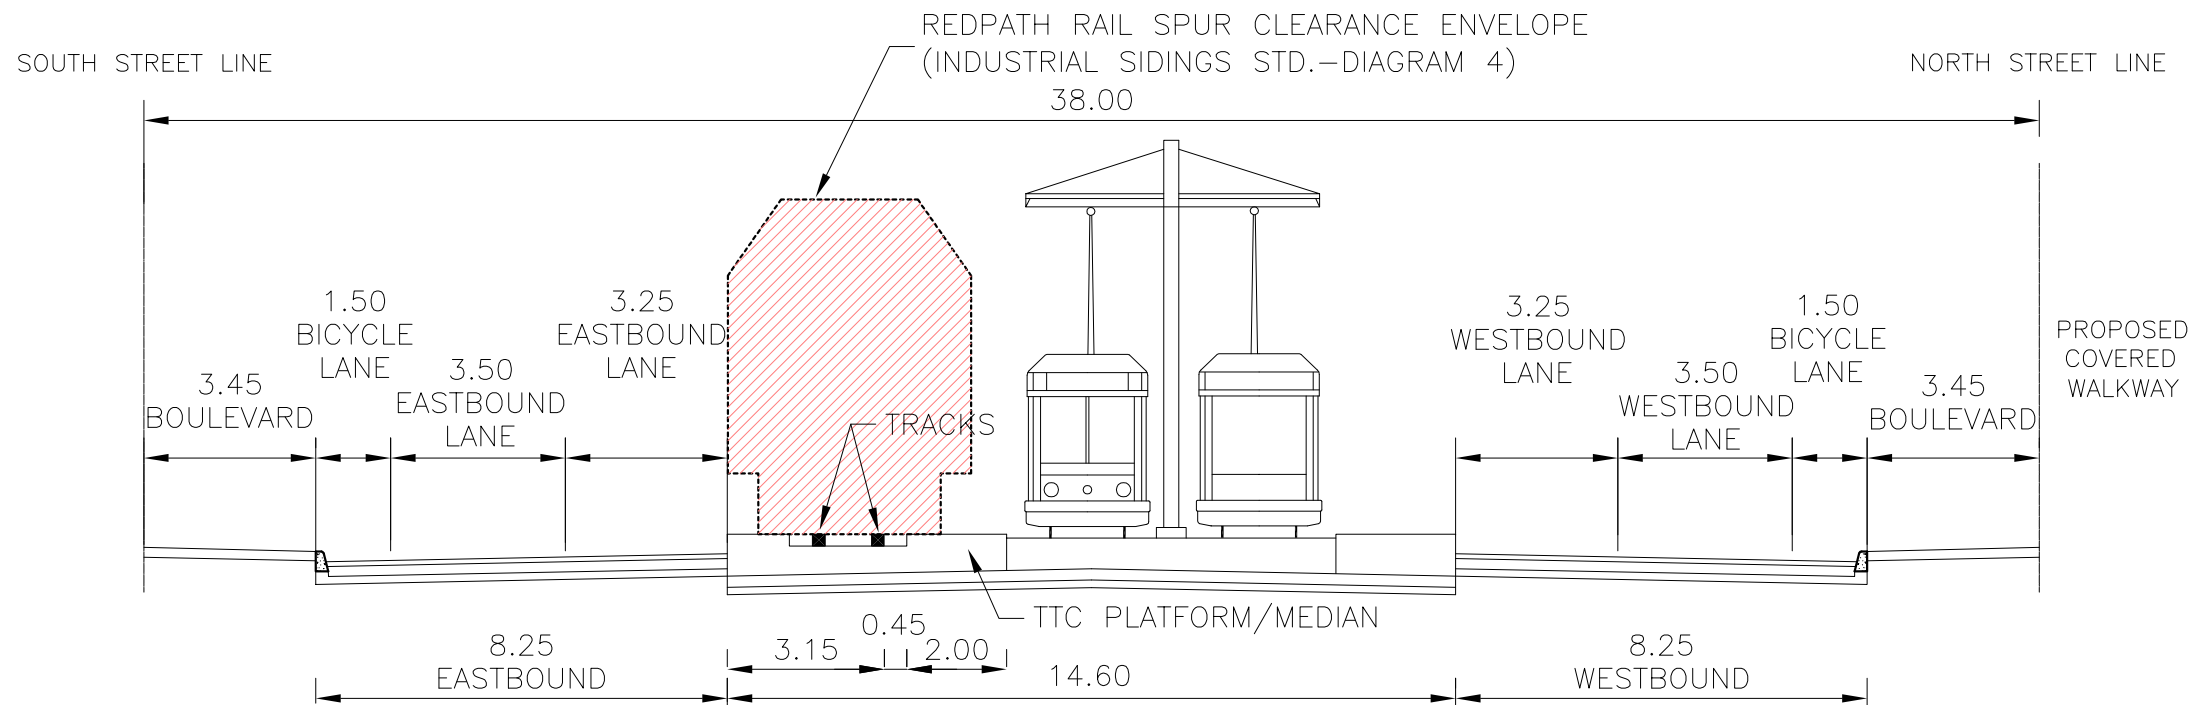 REDPATH RAIL SPUR CLEARANCE ENVELOPE
(INDUSTRIAL SIDINGS STD.–DIAGRAM 4)
SOUTH STREET LINE
NORTH STREET LINE
38.00
3.45
BOULEVARD
1.50
BICYCLE
LANE
3.50
EASTBOUND
LANE
3.25
EASTBOUND
LANE
TRACKS
3.25
WESTBOUND
LANE
3.50
WESTBOUND
LANE
1.50
BICYCLE
LANE
3.45
BOULEVARD
PROPOSED
COVERED
WALKWAY
TTC PLATFORM/MEDIAN
8.25
EASTBOUND
3.15
0.45
2.00
14.60
8.25
WESTBOUND